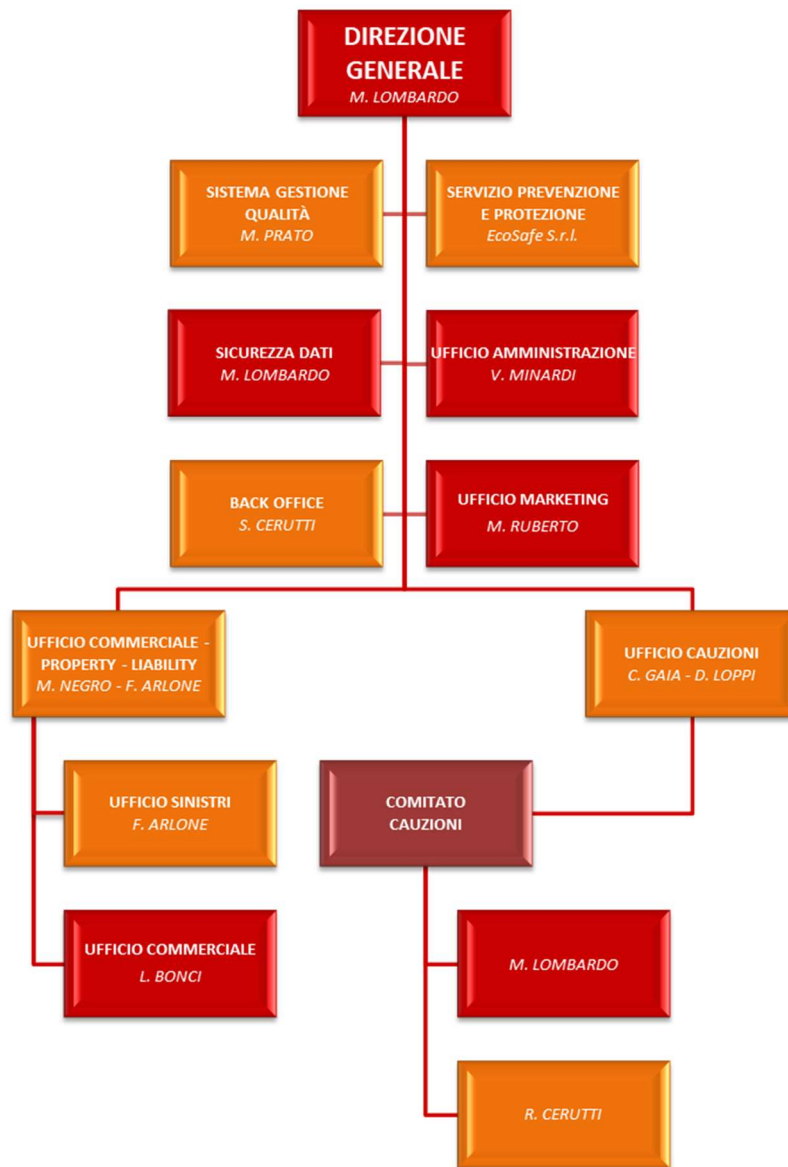 DIREZIONE
GENERALE
M. LOMBARDO
SISTEMA GESTIONE
QUALITÀ
M. PRATO
SERVIZIO PREVENZIONE
E PROTEZIONE
EcoSafe S.r.l.
SICUREZZA DATI
M. LOMBARDO
UFFICIO AMMINISTRAZIONE
V. MINARDI
BACK OFFICE
S. CERUTTI
UFFICIO MARKETING
M. RUBERTO
UFFICIO COMMERCIALE -
PROPERTY - LIABILITY
M. NEGRO - F. ARLONE
UFFICIO CAUZIONI
C. GAIA - D. LOPPI
UFFICIO SINISTRI
F. ARLONE
COMITATO
CAUZIONI
UFFICIO COMMERCIALE
L. BONCI
M. LOMBARDO
R. CERUTTI